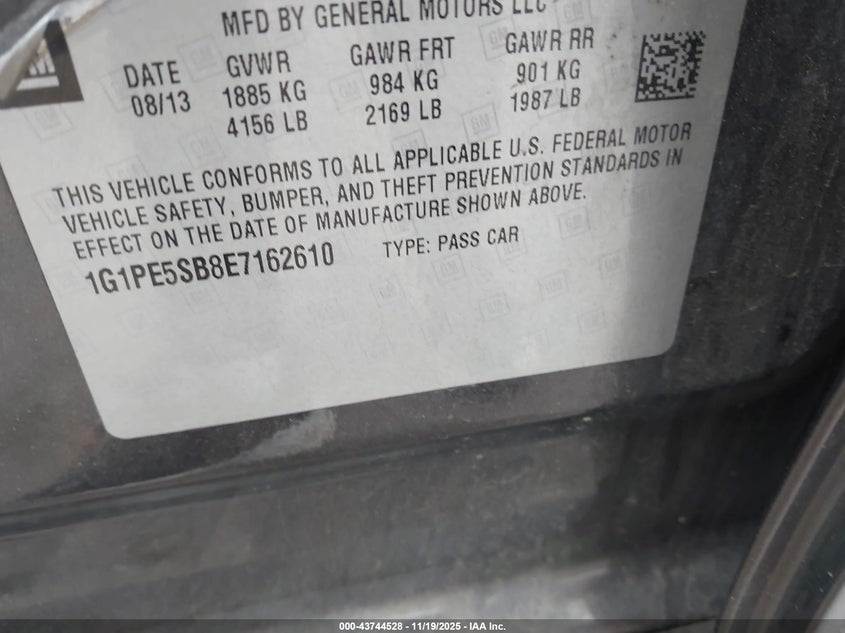 MFD BY GENERAL MOTORS LLC
DATE GVWR GAWR FRT GAWR RR
08/13 1885 KG 984 KG 901 KG
4156 LB 2169 LB 1987 LB
THIS VEHICLE CONFORMS TO ALL APPLICABLE U.S. FEDERAL MOTOR
VEHICLE SAFETY, BUMPER, AND THEFT PREVENTION STANDARDS IN
EFFECT ON THE DATE OF MANUFACTURE SHOWN ABOVE.
1G1PE5SB8E7162610 TYPE: PASS CAR
000-43744528 - 11/19/2025 - IAA Inc.